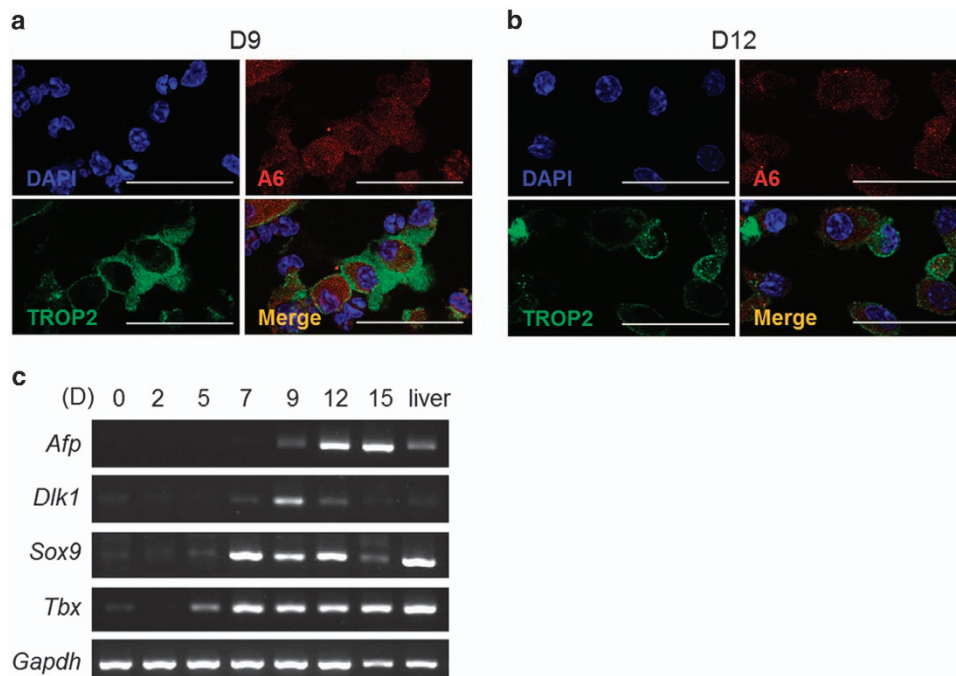 a
D9
DAPI
A6
TROP2
Merge
b
D12
DAPI
A6
TROP2
Merge
c
(D) 0 2 5 7 9 12 15 liver
Afp
Dlk1
Sox9
Tbx
Gapdh